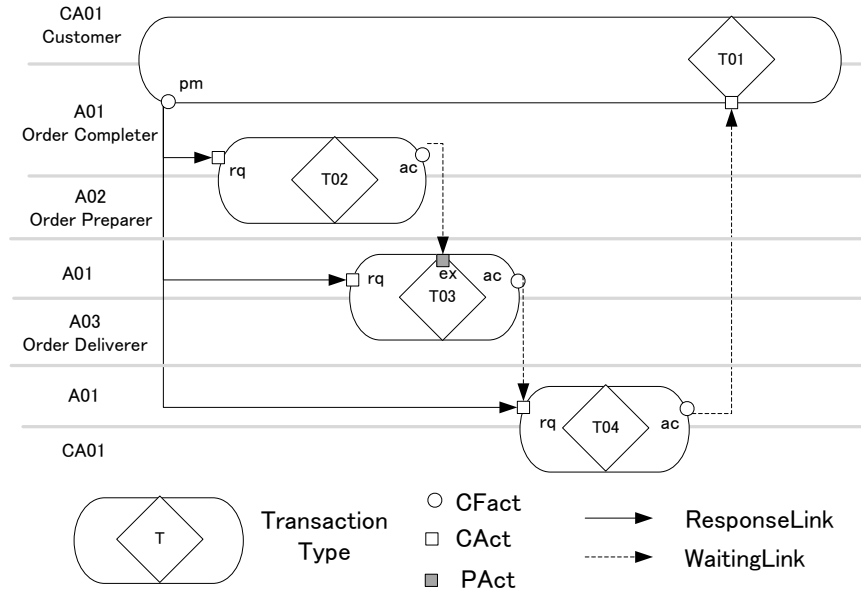 CA01
Customer
T01
pm
A01
Order Completer
rq
T02
ac
A02
Order Preparer
A01
rq
ex
ac
T03
A03
Order Deliverer
A01
rq
T04
ac
CA01
T
Transaction
Type
CFact
CAct
PAct
ResponseLink
WaitingLink